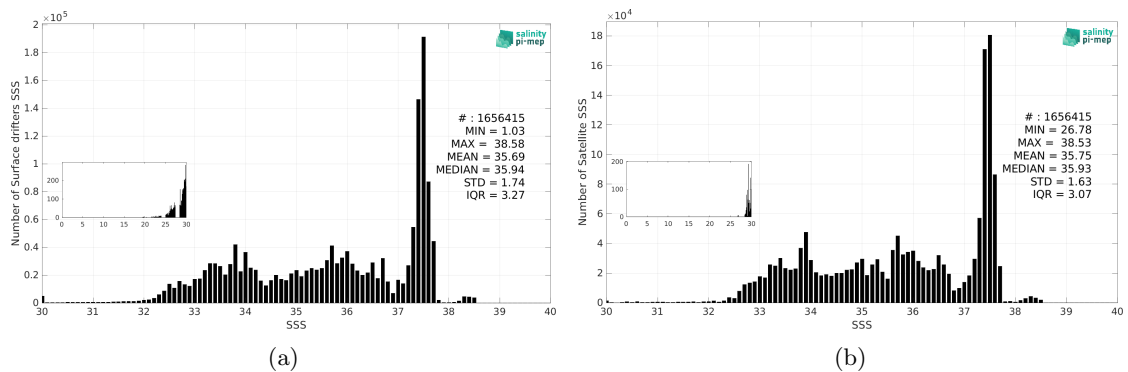 ×10⁵
2
1.8
1.6
1.4
1.2
1
0.8
0.6
0.4
0.2
0
Number of Surface drifters SSS
salinity
pi-mep
# : 1656415
MIN = 1.03
MAX = 38.58
MEAN = 35.69
MEDIAN = 35.94
STD = 1.74
IQR = 3.27
200
100
0
0 5 10 15 20 25 30
30 31 32 33 34 35 36 37 38 39 40
SSS
(a)
×10⁴
20
18
16
14
12
10
8
6
4
2
0
Number of Satellite SSS
salinity
pi-mep
# : 1656415
MIN = 26.78
MAX = 38.53
MEAN = 35.75
MEDIAN = 35.93
STD = 1.63
IQR = 3.07
200
100
0
0 5 10 15 20 25 30
30 31 32 33 34 35 36 37 38 39 40
SSS
(b)